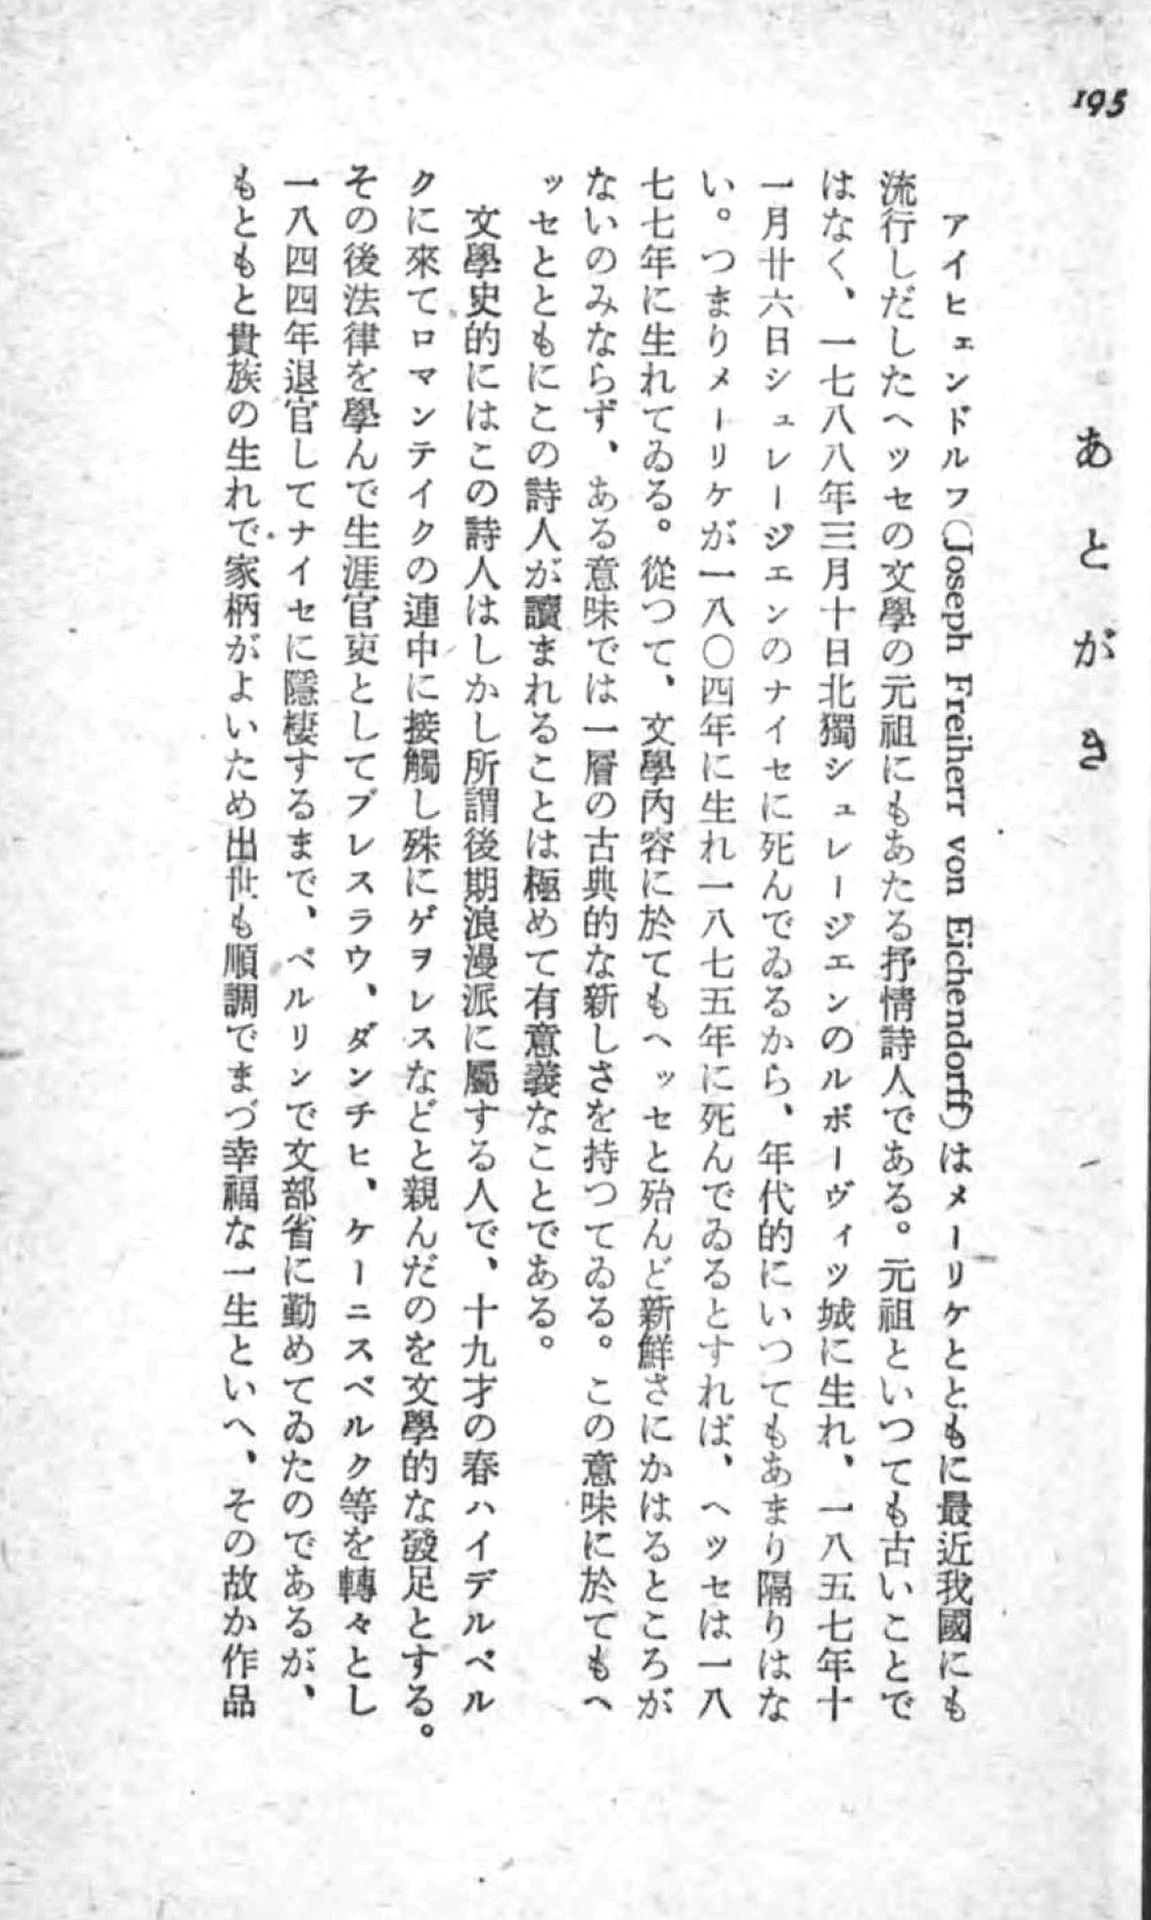 195
あとがき
アイヒェンドルフ(Joseph Freiherr von Eichendorff)はメーリケとともに最近我國にも
流行しだしたヘッセの文學の元祖にもあたる抒情詩人である。元祖といつても古いことで
はなく、一七八八年三月十日北獨シュレージエンのルボーヴィッツ城に生れ、一八五七年十
一月廿六日シュレージエンのナイセに死んでゐるから、年代的にいつてもあまり隔りはな
い。つまりメーリケが一八〇四年に生れ一八七五年に死んでゐるとすれば、ヘッセは一八
七七年に生れてゐる。從つて、文學內容に於てもヘッセと殆んど新鮮さにかはるところが
ないのみならず、ある意味では一層の古典的な新しさを持つてゐる。この意味に於てもヘ
ッセとともにこの詩人が讀まれることは極めて有意義なことである。
文學史的にはこの詩人はしかし所謂後期浪漫派に屬する人で、十九才の春ハイデルベル
クに來てロマンテイクの連中に接觸し殊にゲヲレスなどと親んだのを文學的な發足とする。
その後法律を學んで生涯官吏としてブレスラウ、ダンチヒ、ケーニスベルク等を轉々とし
一八四四年退官してナイセに隱棲するまで、ベルリンで文部省に勤めてゐたのであるが、
もともと貴族の生れで家柄がよいため出世も順調でまづ幸福な一生といへ、その故か作品